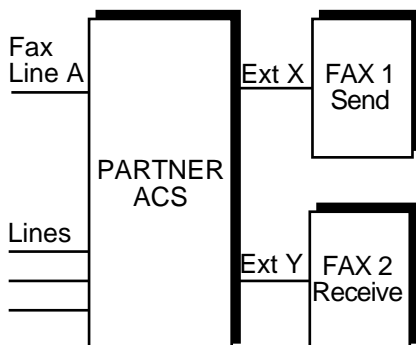 Fax
Line A
Ext X
FAX 1
Send
PARTNER
ACS
Lines
Ext Y
FAX 2
Receive